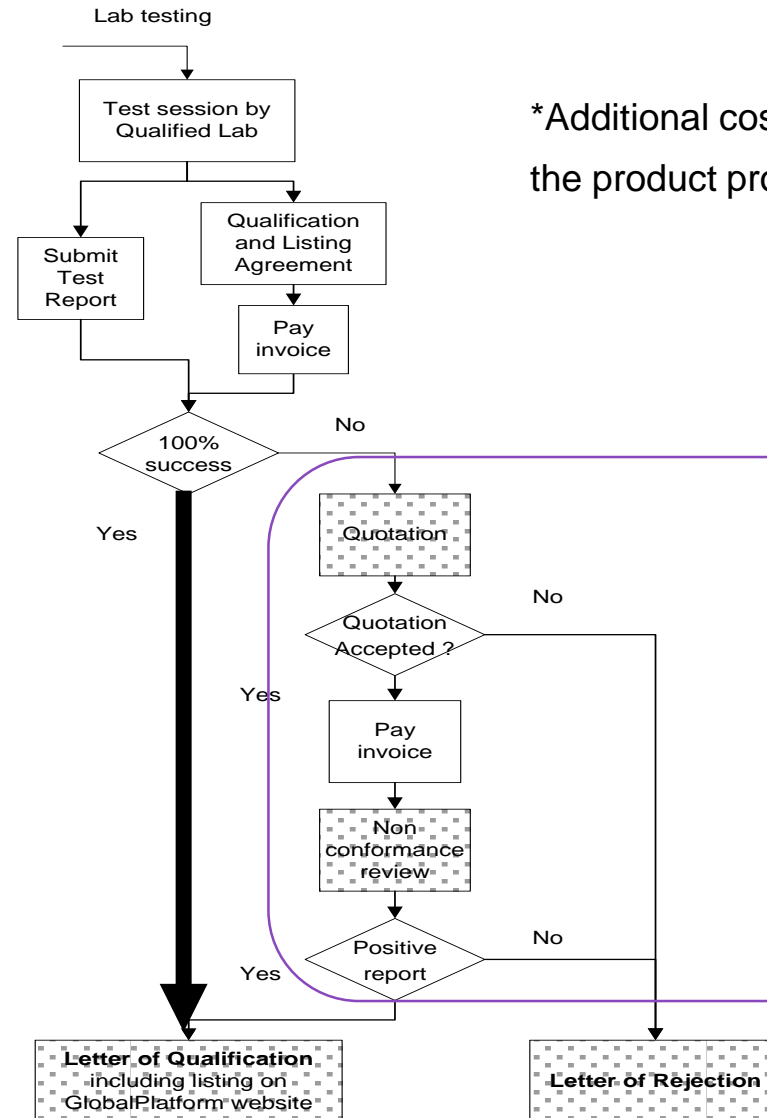 Lab testing
Test session by
Qualified Lab
*Additional cos
the product pro
Qualification
and Listing
Agreement
Submit
Test
Report
Pay
invoice
100%
success
No
Yes
Quotation
Quotation
Accepted ?
No
Yes
Pay
invoice
Non
conformance
review
Positive
report
No
Yes
Letter of Qualification
including listing on
GlobalPlatform website
Letter of Rejection